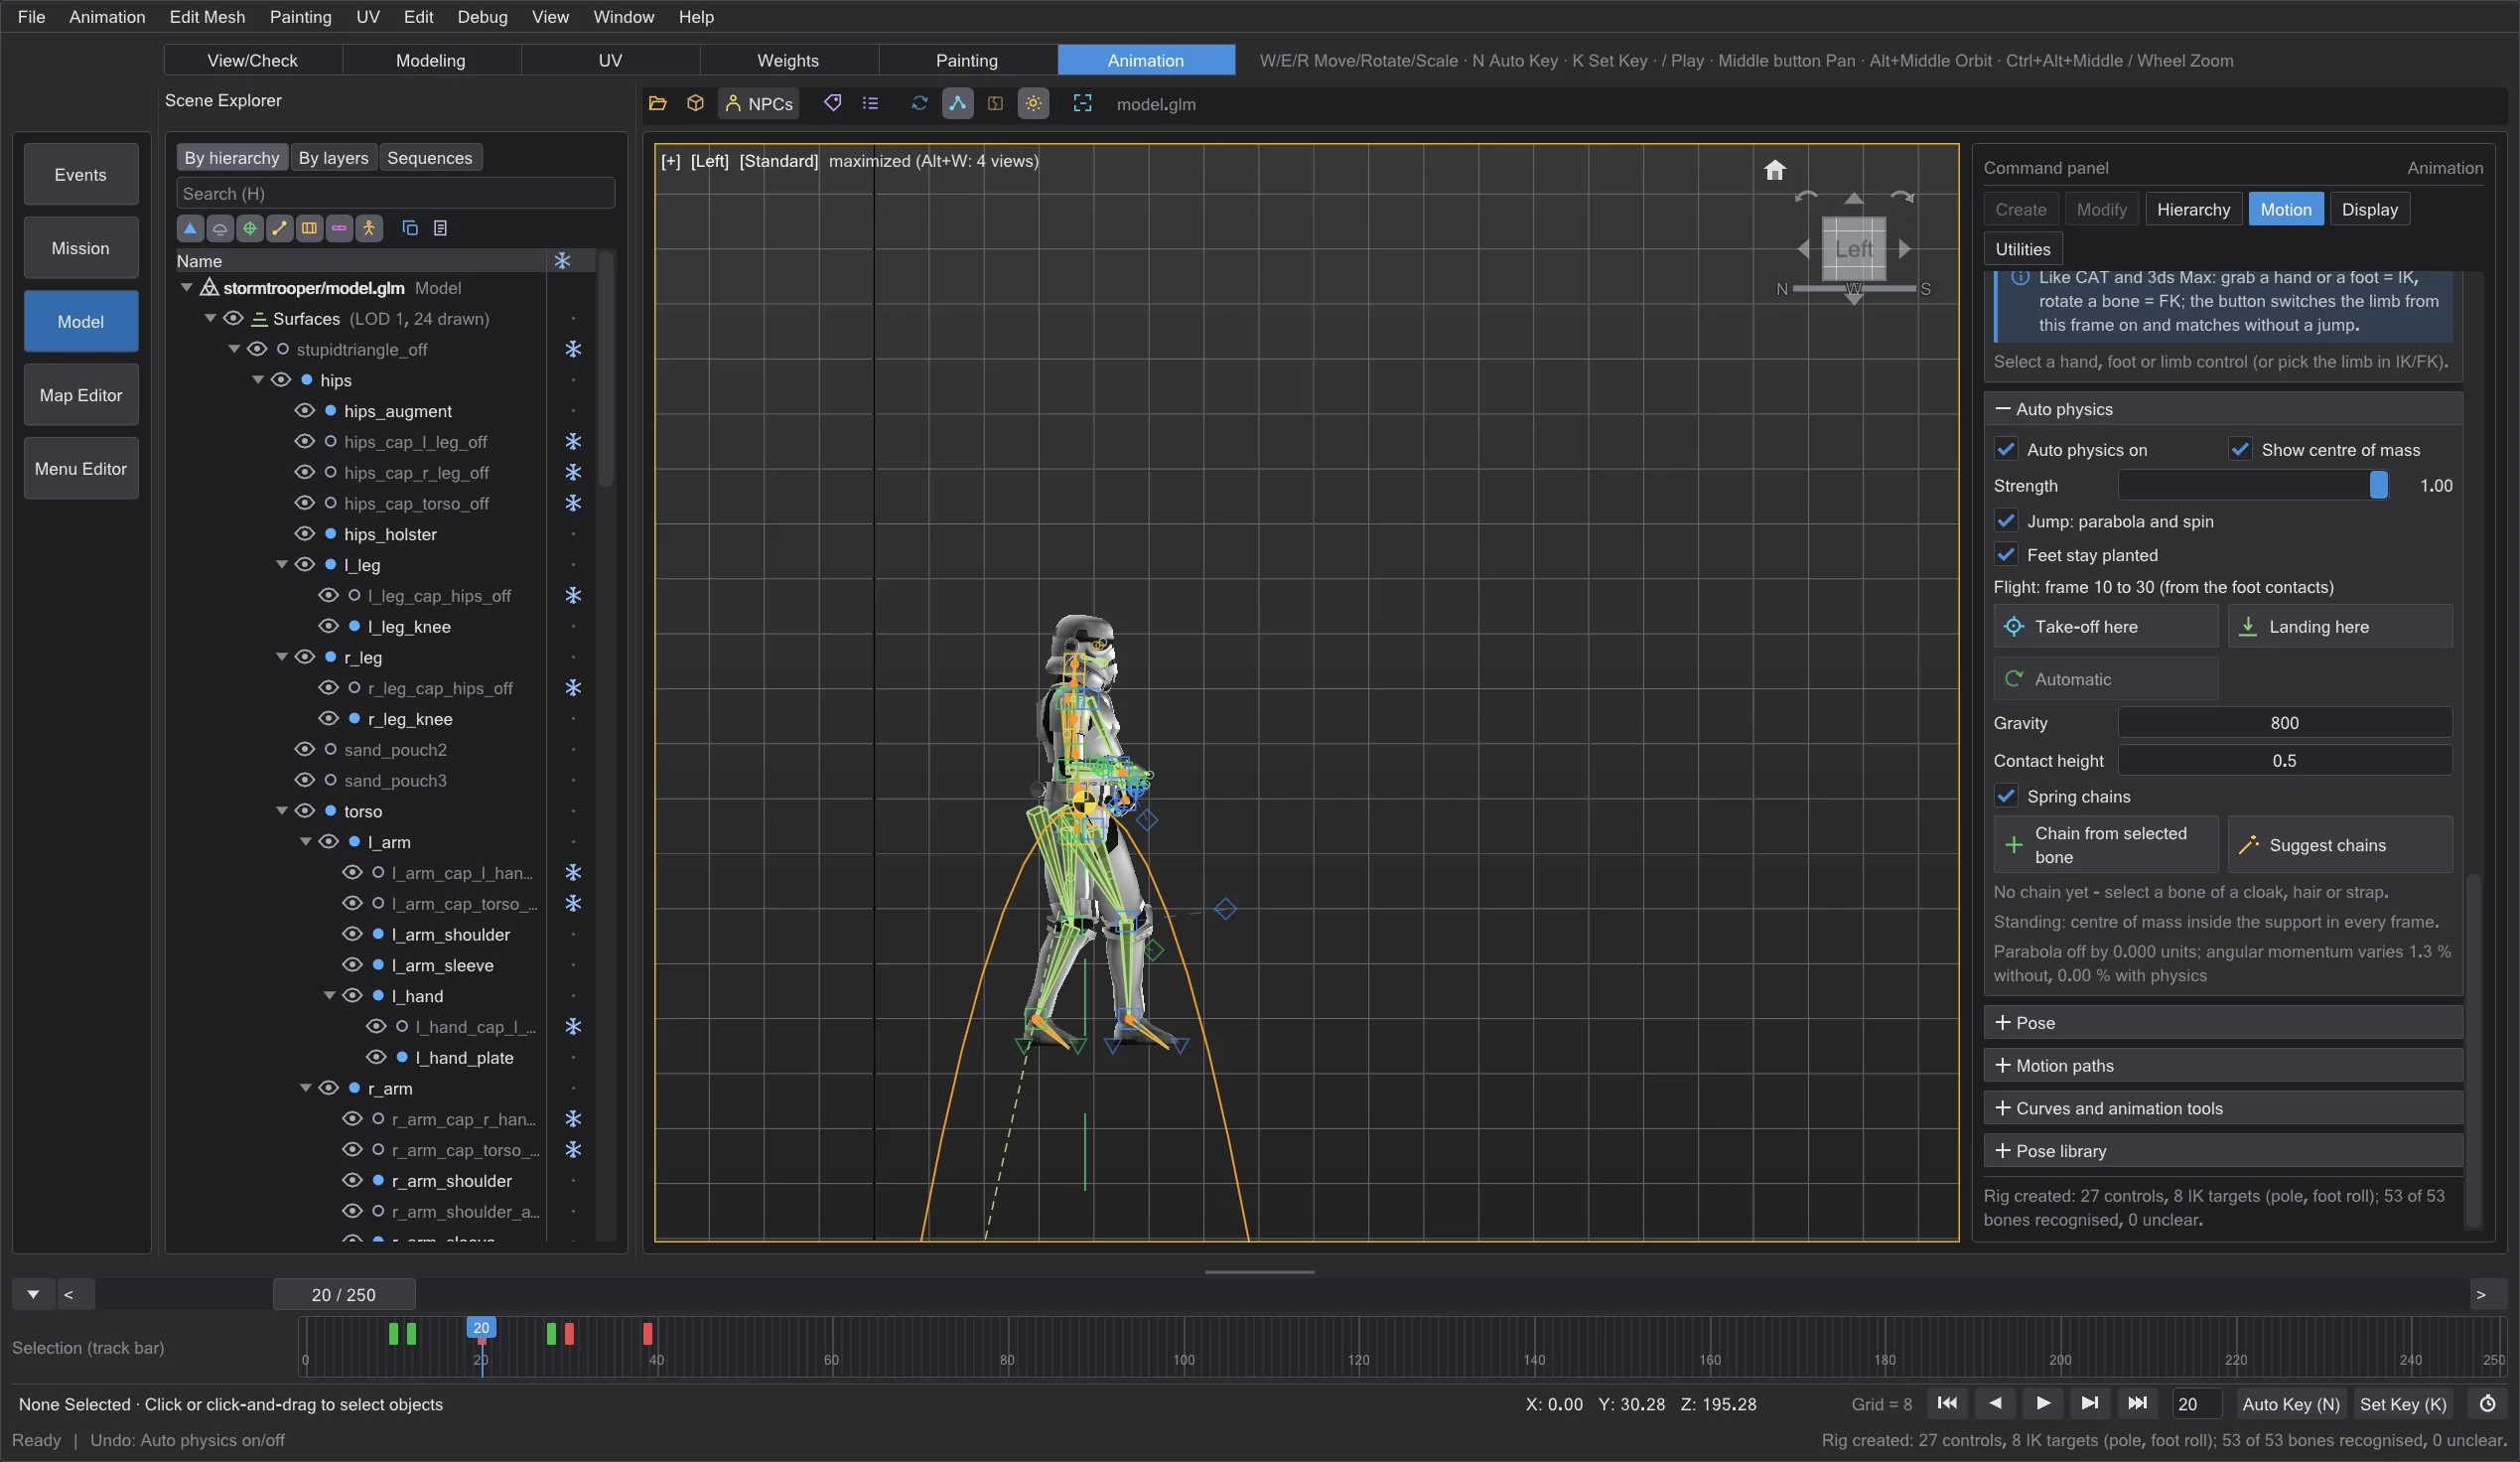 File Animation Edit Mesh Painting UV Edit Debug View Window Help
View/Check Modeling UV Weights Painting Animation W/E/R Move/Rotate/Scale · N Auto Key · K Set Key · / Play · Middle button Pan · Alt+Middle Orbit · Ctrl+Alt+Middle / Wheel Zoom
Scene Explorer
NPCs model.glm
Events
Mission
Model
Map Editor
Menu Editor
By hierarchy By layers Sequences
Search (H)
Name
stormtrooper/model.glm Model
Surfaces (LOD 1, 24 drawn)
stupidtriangle_off
hips
hips_augment
hips_cap_l_leg_off
hips_cap_r_leg_off
hips_cap_torso_off
hips_holster
l_leg
l_leg_cap_hips_off
l_leg_knee
r_leg
r_leg_cap_hips_off
r_leg_knee
sand_pouch2
sand_pouch3
torso
l_arm
l_arm_cap_l_han...
l_arm_cap_torso_...
l_arm_shoulder
l_arm_sleeve
l_hand
l_hand_cap_l_...
l_hand_plate
r_arm
r_arm_cap_r_han...
r_arm_cap_torso_...
r_arm_shoulder
r_arm_shoulder_a...
[+] [Left] [Standard] maximized (Alt+W: 4 views)
Left
N W S
Command panel Animation
Create Modify Hierarchy Motion Display
Utilities
Like CAT and 3ds Max: grab a hand or a foot = IK,
rotate a bone = FK; the button switches the limb from
this frame on and matches without a jump.
Select a hand, foot or limb control (or pick the limb in IK/FK).
Auto physics
Auto physics on Show centre of mass
Strength 1.00
Jump: parabola and spin
Feet stay planted
Flight: frame 10 to 30 (from the foot contacts)
Take-off here Landing here
Automatic
Gravity 800
Contact height 0.5
Spring chains
Chain from selected
bone
Suggest chains
No chain yet - select a bone of a cloak, hair or strap.
Standing: centre of mass inside the support in every frame.
Parabola off by 0.000 units; angular momentum varies 1.3 %
without, 0.00 % with physics
+ Pose
+ Motion paths
+ Curves and animation tools
+ Pose library
Rig created: 27 controls, 8 IK targets (pole, foot roll); 53 of 53
bones recognised, 0 unclear.
< 20 / 250 >
Selection (track bar)
20
0 20 40 60 80 100 120 140 160 180 200 220 240 250
None Selected · Click or click-and-drag to select objects X: 0.00 Y: 30.28 Z: 195.28 Grid = 8 20 Auto Key (N) Set Key (K)
Ready | Undo: Auto physics on/off Rig created: 27 controls, 8 IK targets (pole, foot roll); 53 of 53 bones recognised, 0 unclear.